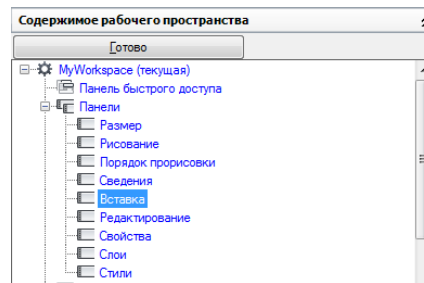 Содержимое рабочего пространства
Готово
MyWorkspace (текущая)
Панель быстрого доступа
Панели
Размер
Рисование
Порядок прорисовки
Сведения
Вставка
Редактирование
Свойства
Слои
Стили